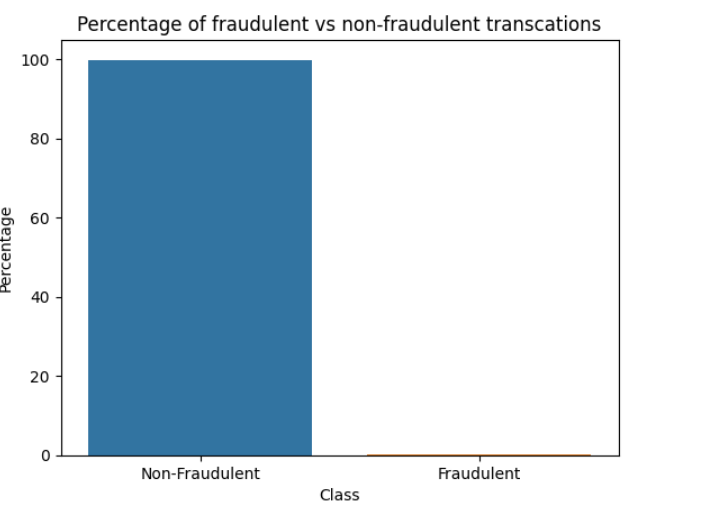 Percentage of fraudulent vs non-fraudulent transcations
100
80
60
40
20
0
Percentage
Non-Fraudulent
Fraudulent
Class